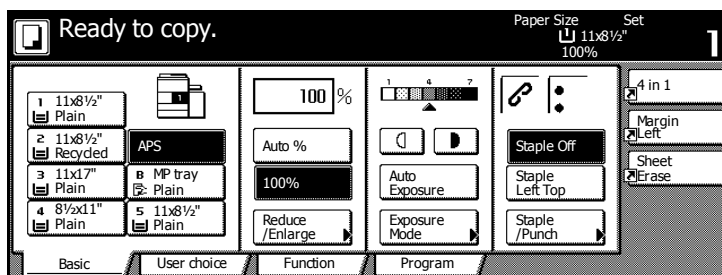 Ready to copy.
Paper Size Set
11x8½"
100%
1
1 11x8½"
Plain
2 11x8½"
Recycled
3 11x17"
Plain
4 8½x11"
Plain
1
APS
B MP tray
Plain
5 11x8½"
Plain
100 %
Auto %
100%
Reduce
/Enlarge
1 4 7
Auto
Exposure
Exposure
Mode
Staple Off
Staple
Left Top
Staple
/Punch
4 in 1
Margin
Left
Sheet
Erase
Basic
User choice
Function
Program